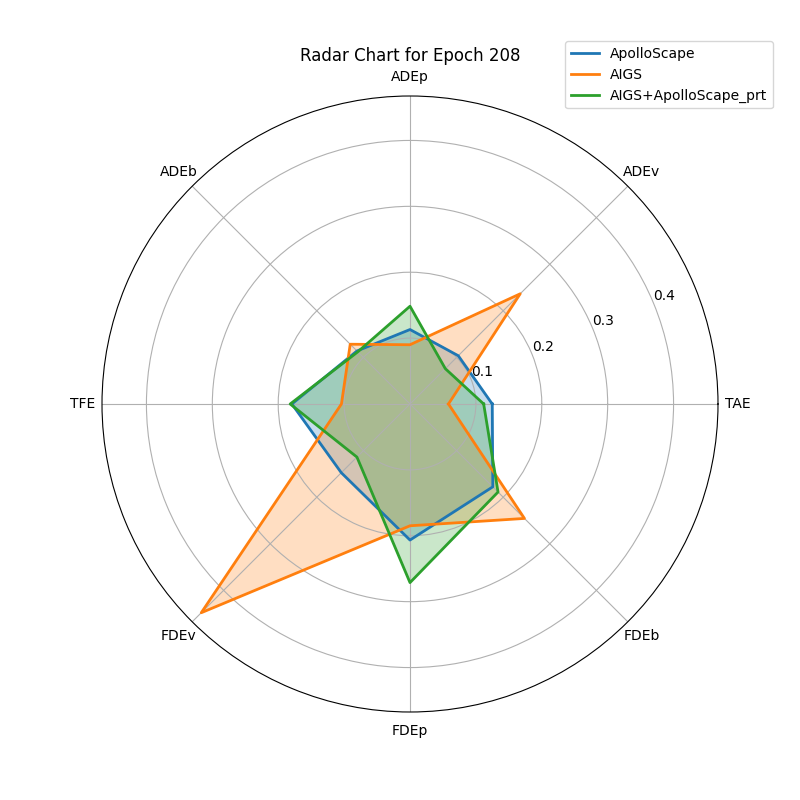 Radar Chart for Epoch 208
ApolloScape
AIGS
AIGS+ApolloScape_prt
ADEp
ADEb
ADEv
0.4
0.3
0.2
0.1
TFE
TAE
FDEv
FDEb
FDEp